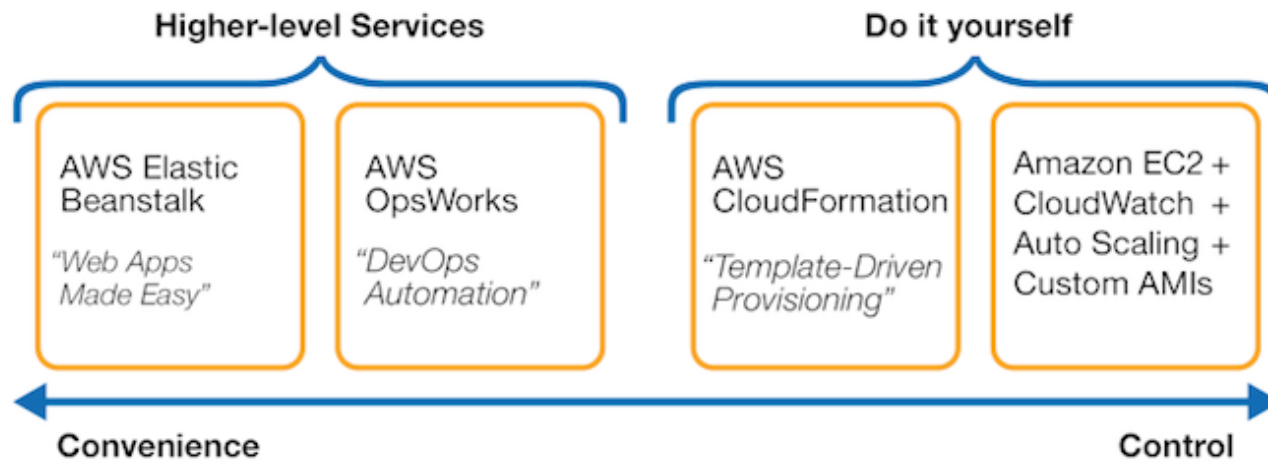 Higher-level Services
Do it yourself
AWS Elastic
Beanstalk
“Web Apps
Made Easy”
AWS
OpsWorks
“DevOps
Automation”
AWS
CloudFormation
“Template-Driven
Provisioning”
Amazon EC2 +
CloudWatch +
Auto Scaling +
Custom AMIs
Convenience
Control